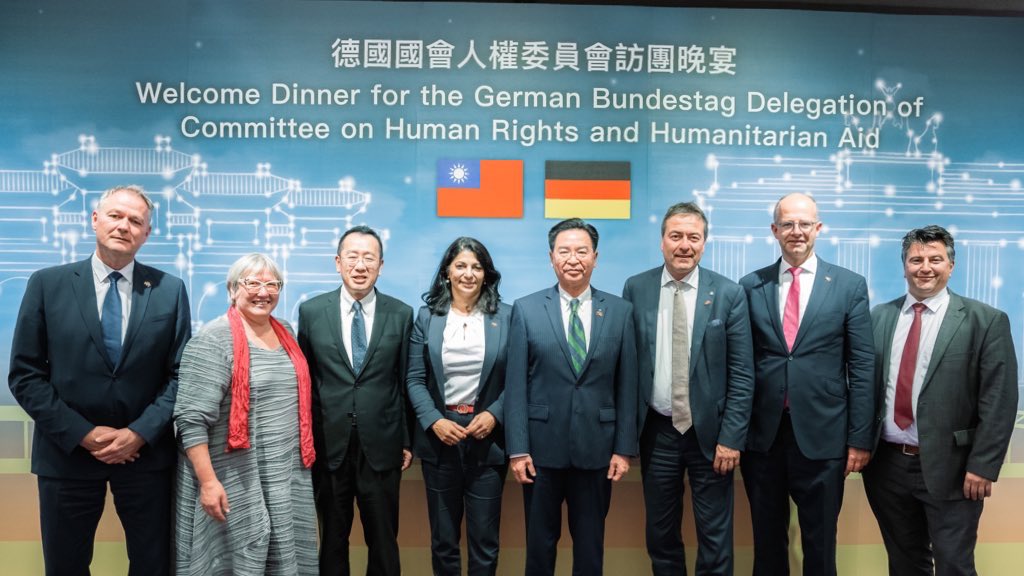 德國國會人權委員會訪團晚宴
Welcome Dinner for the German Bundestag Delegation of
Committee on Human Rights and Humanitarian Aid